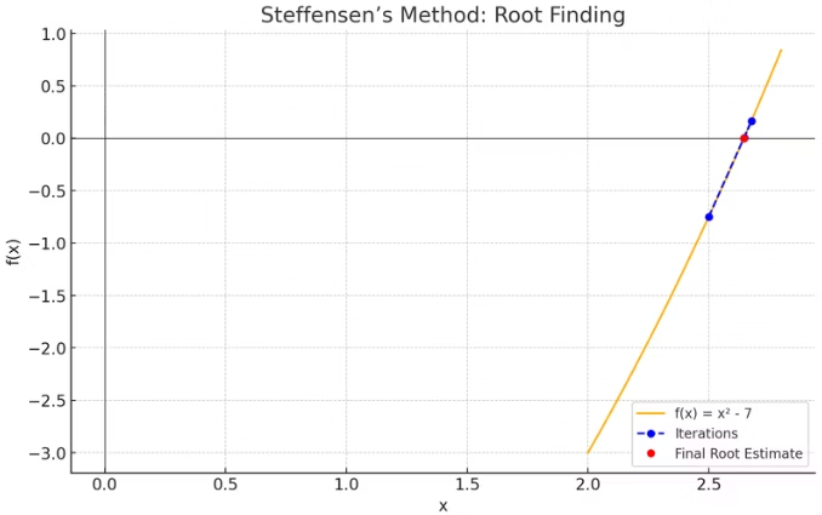 Steffensen’s Method: Root Finding
1.0
0.5
0.0
−0.5
−1.0
−1.5
−2.0
−2.5
−3.0
f(x)
0.0 0.5 1.0 1.5 2.0 2.5
x
f(x) = x² - 7
Iterations
Final Root Estimate